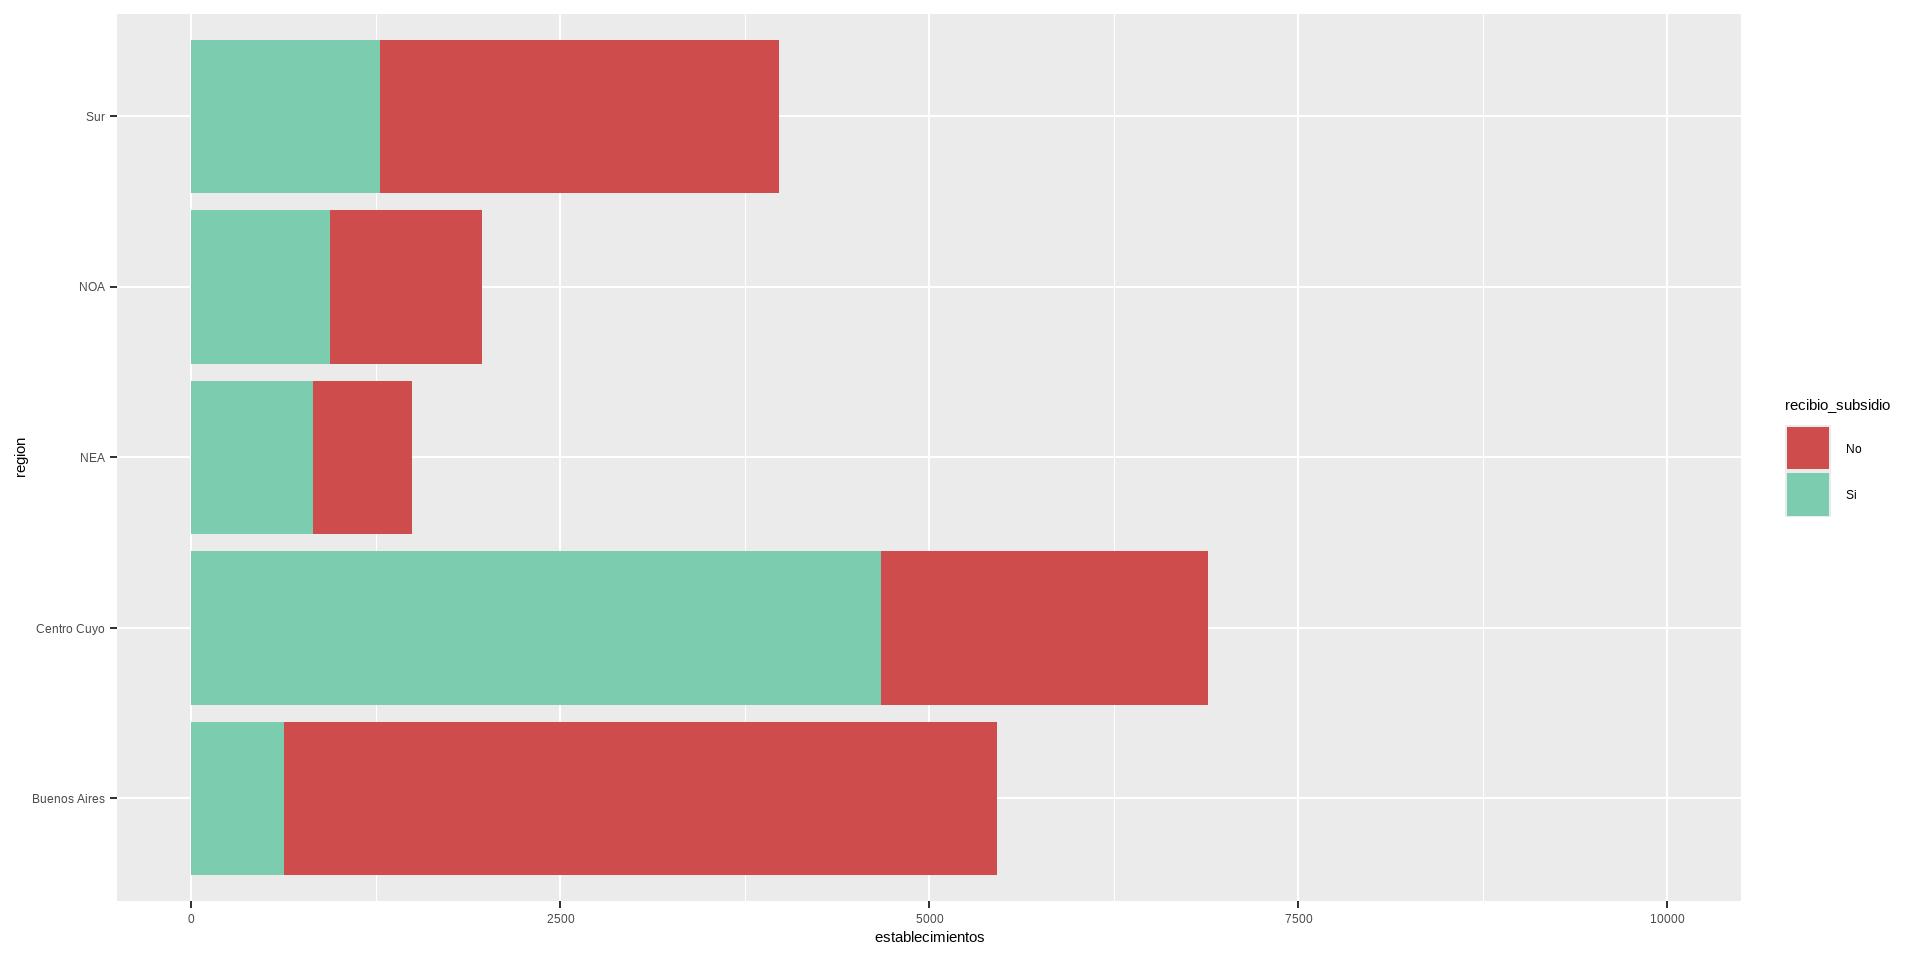 Sur
NOA
NEA
Centro Cuyo
Buenos Aires
region
0 2500 5000 7500 10000
establecimientos
recibio_subsidio
No
Si